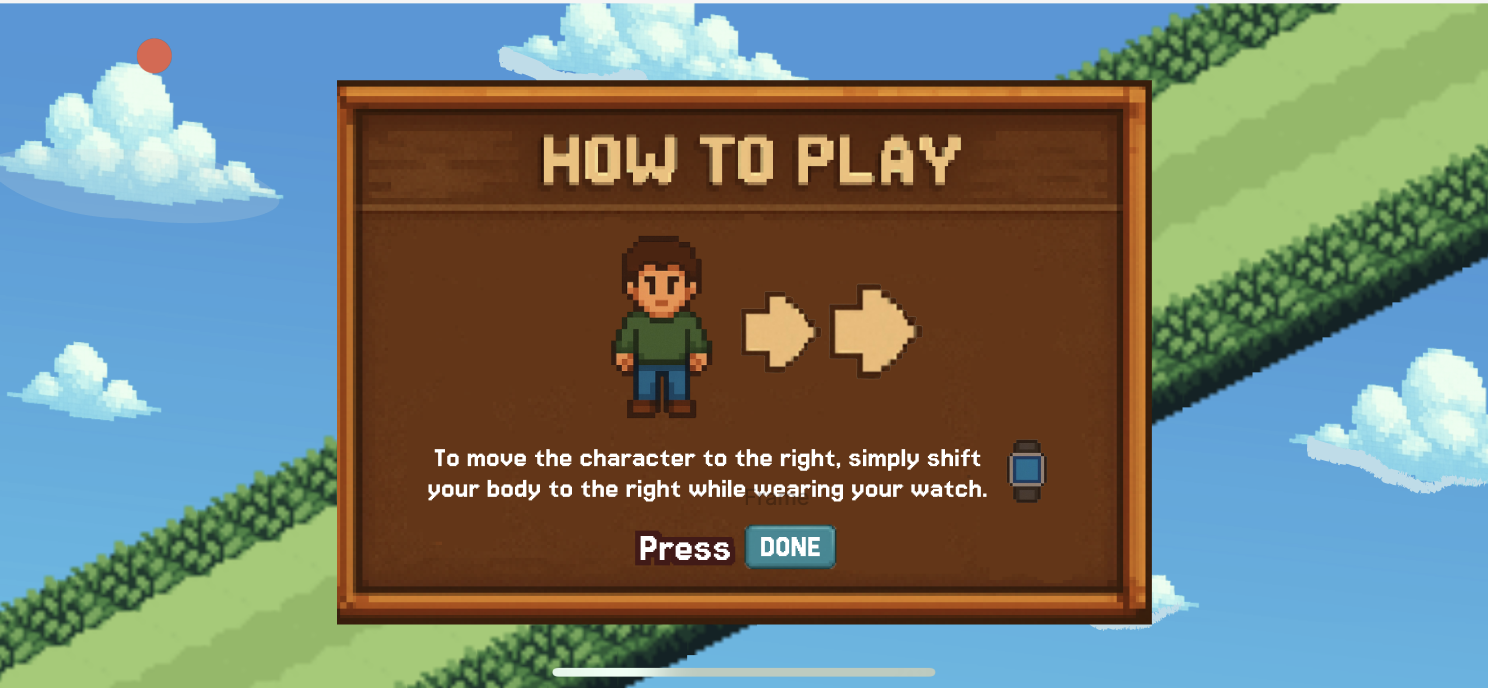 HOW TO PLAY
To move the character to the right, simply shift
your body to the right while wearing your watch.
Frame
Press DONE